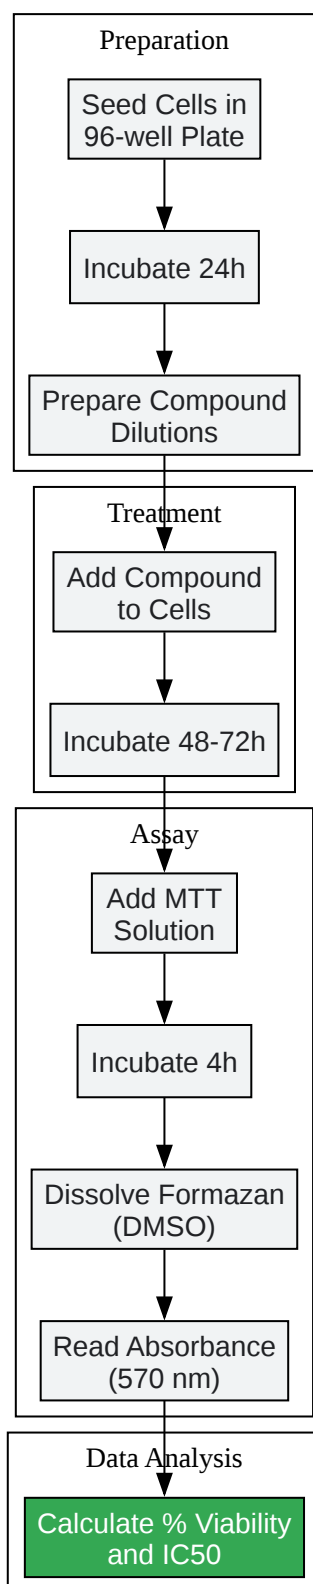 Preparation
Seed Cells in
96-well Plate
Incubate 24h
Prepare Compound
Dilutions
Treatment
Add Compound
to Cells
Incubate 48-72h
Assay
Add MTT
Solution
Incubate 4h
Dissolve Formazan
(DMSO)
Read Absorbance
(570 nm)
Data Analysis
Calculate % Viability
and IC50